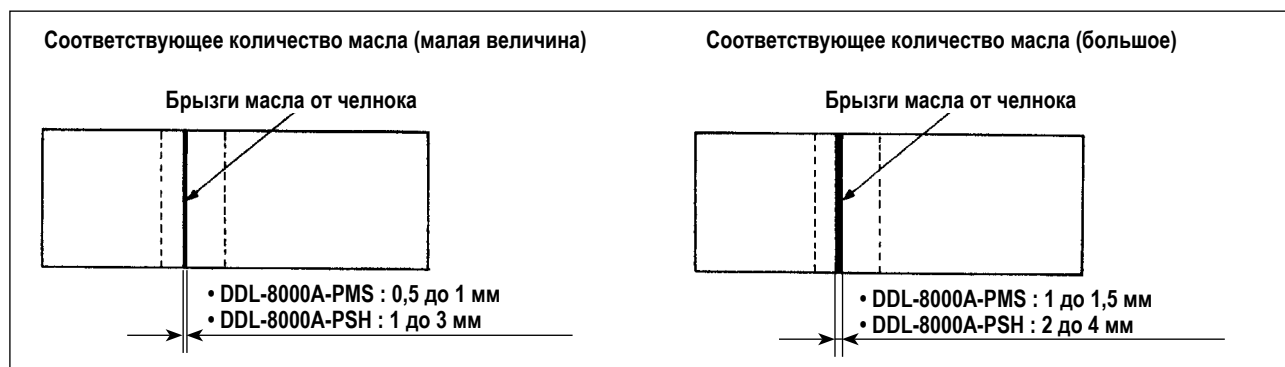 Соответствующее количество масла (малая величина)
Брызги масла от челнока
• DDL-8000A-PMS : 0,5 до 1 мм
• DDL-8000A-PSH : 1 до 3 мм
Соответствующее количество масла (большое)
Брызги масла от челнока
• DDL-8000A-PMS : 1 до 1,5 мм
• DDL-8000A-PSH : 2 до 4 мм